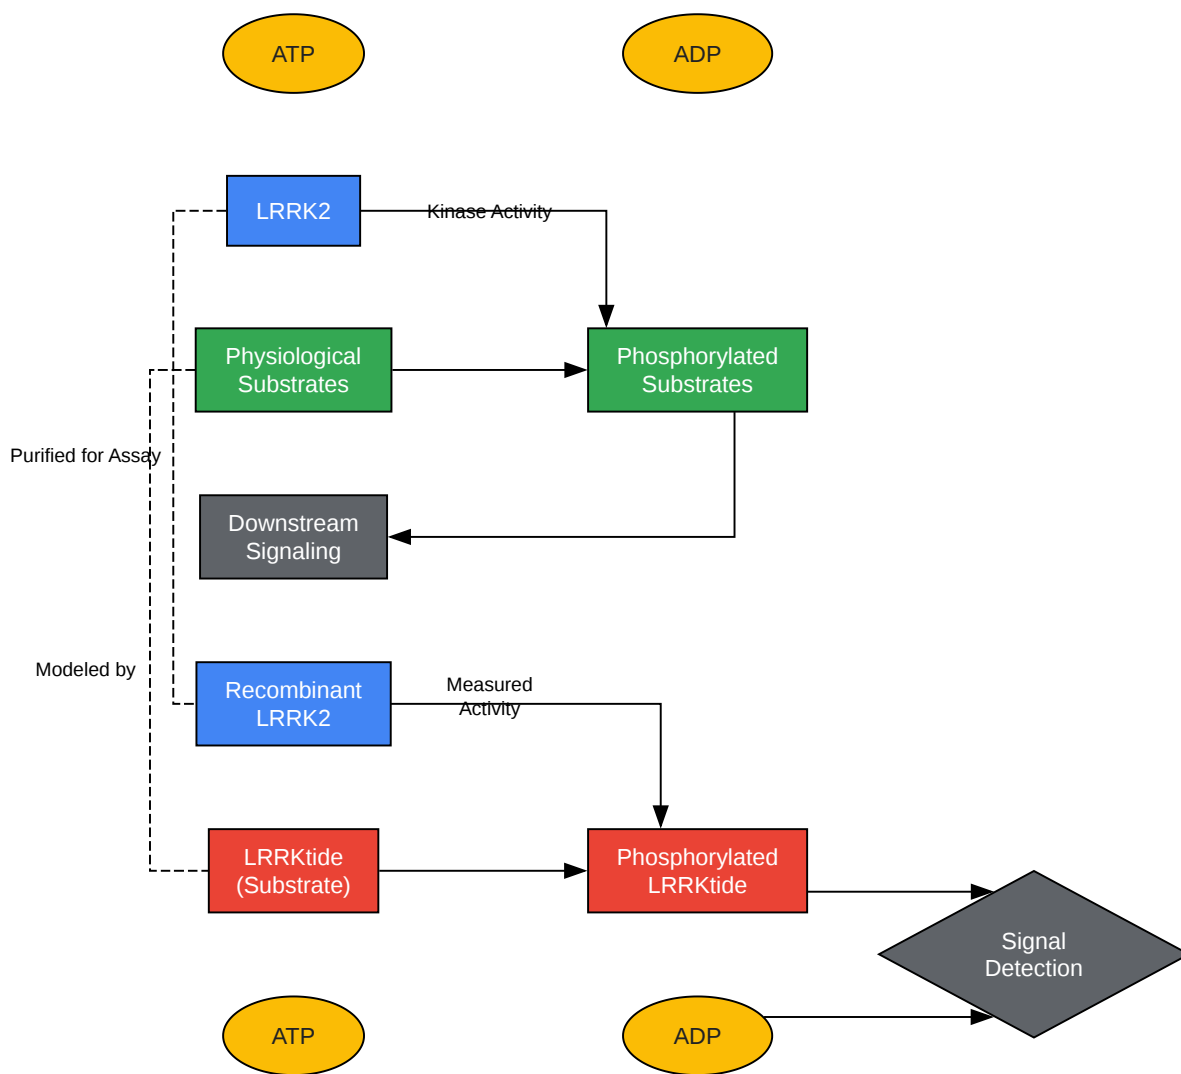 ATP
ADP
LRRK2
Kinase Activity
Physiological
Substrates
Phosphorylated
Substrates
Purified for Assay
Downstream
Signaling
Modeled by
Recombinant
LRRK2
Measured
Activity
LRRKtide
(Substrate)
Phosphorylated
LRRKtide
Signal
Detection
ATP
ADP